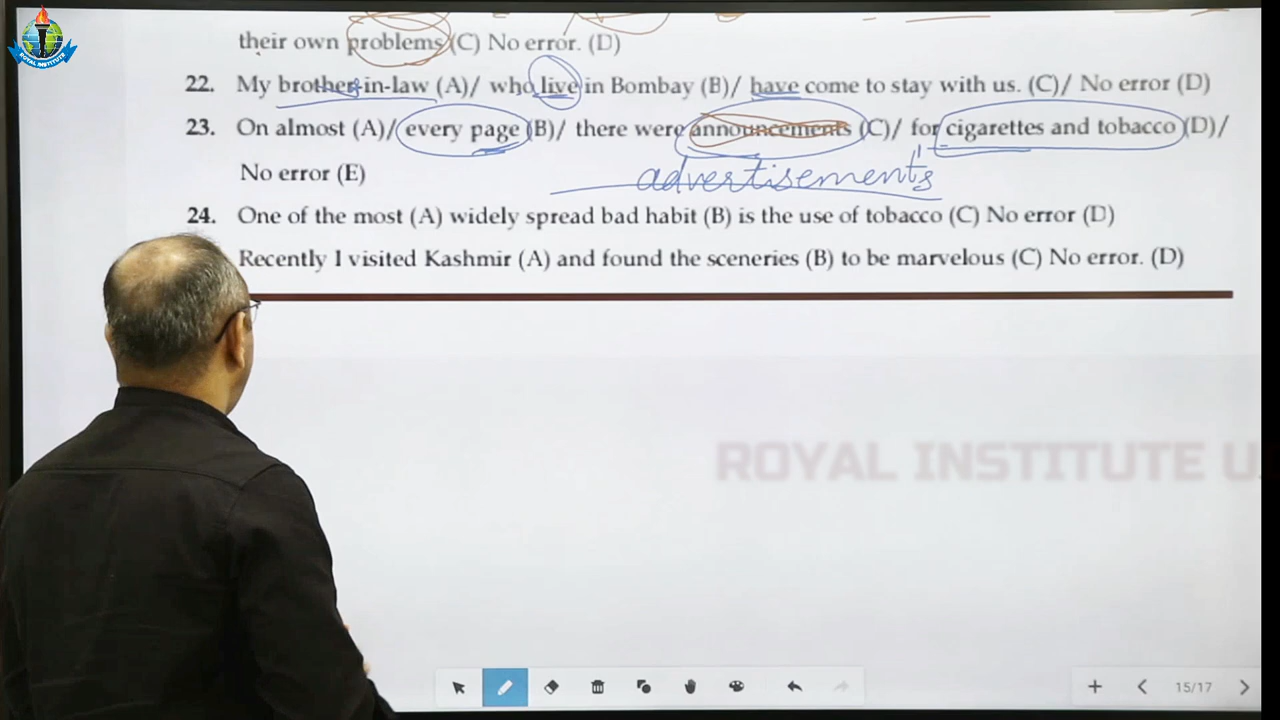 ROYAL INSTITUTE
their own problems (C) No error. (D)
22. My brother-in-law (A)/ who live in Bombay (B)/ have come to stay with us. (C)/ No error (D)
23. On almost (A)/ every page (B)/ there were announcements (C)/ for cigarettes and tobacco (D)/
No error (E)
advertisements
24. One of the most (A) widely spread bad habit (B) is the use of tobacco (C) No error (D)
Recently I visited Kashmir (A) and found the sceneries (B) to be marvelous (C) No error. (D)
ROYAL INSTITUTE
15/17